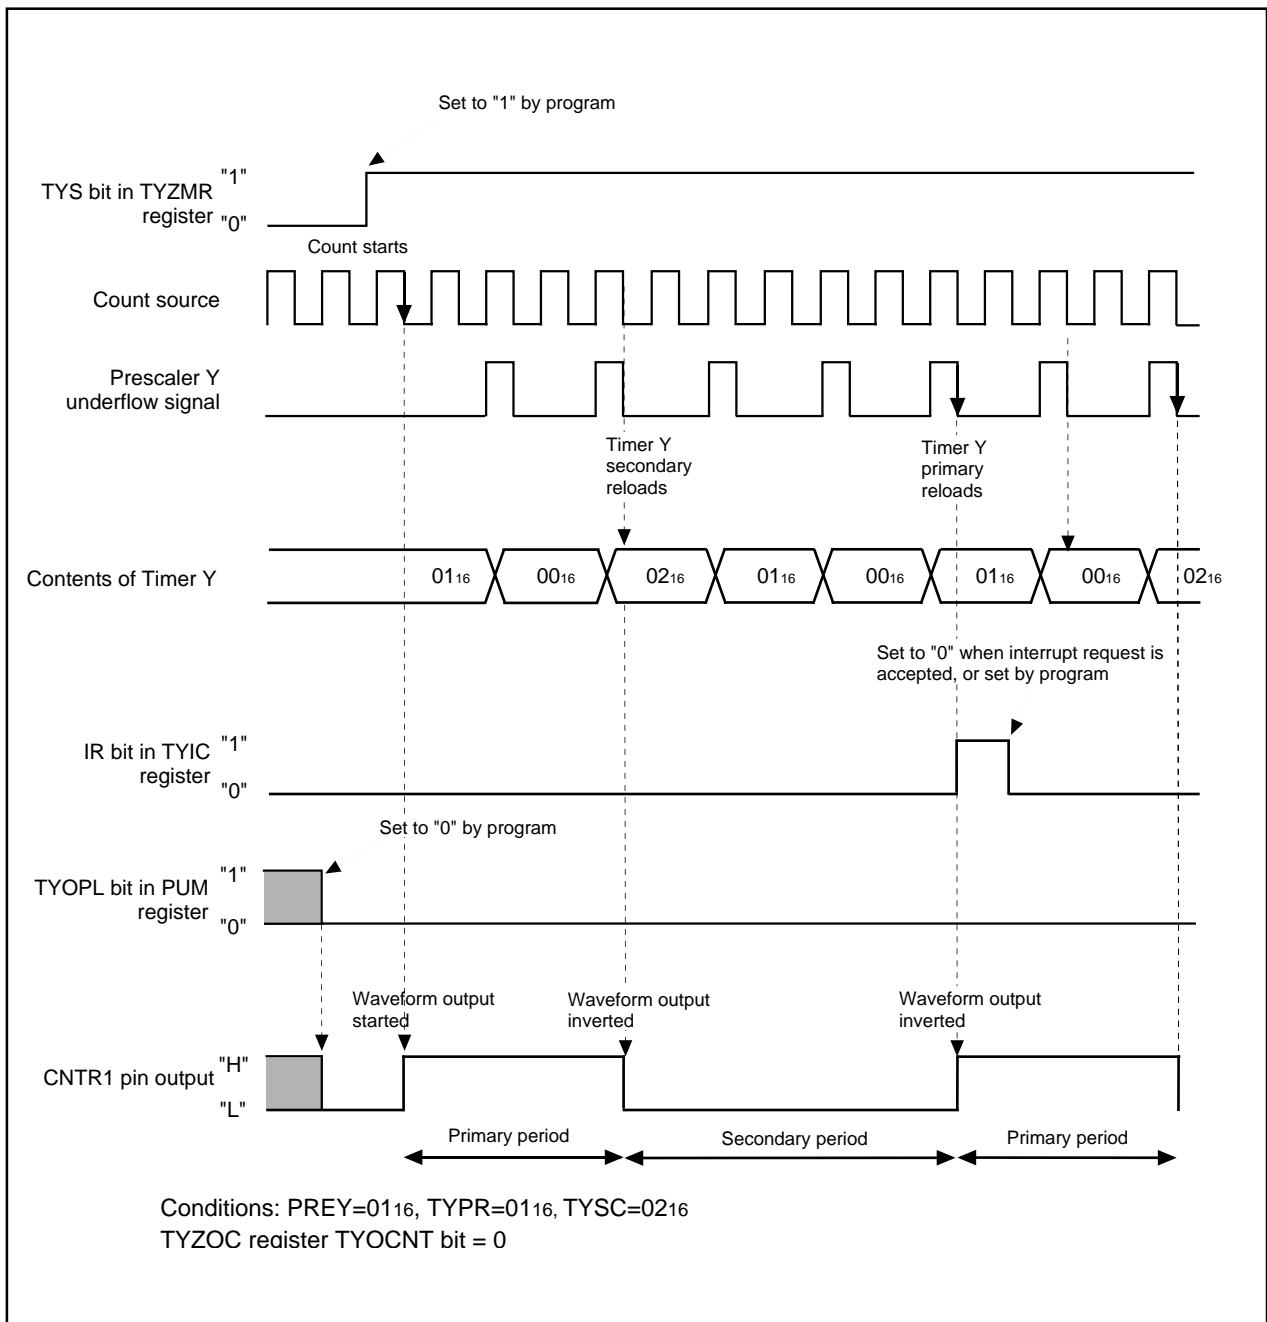 Set to "1" by program
"1"
TYS bit in TYZMR
register
"0"
Count starts
Count source
Prescaler Y
underflow signal
Timer Y
secondary
reloads
Timer Y
primary
reloads
Contents of Timer Y
0116 0016 0216 0116 0016 0116 0016 0216
Set to "0" when interrupt request is
accepted, or set by program
"1"
IR bit in TYIC
register
"0"
Set to "0" by program
"1"
TYOPL bit in PUM
register
"0"
Waveform output
started
Waveform output
inverted
Waveform output
inverted
"H"
CNTR1 pin output
"L"
Primary period
Secondary period
Primary period
Conditions: PREY=0116, TYPR=0116, TYSC=0216
TYZOC register TYOCNT bit = 0